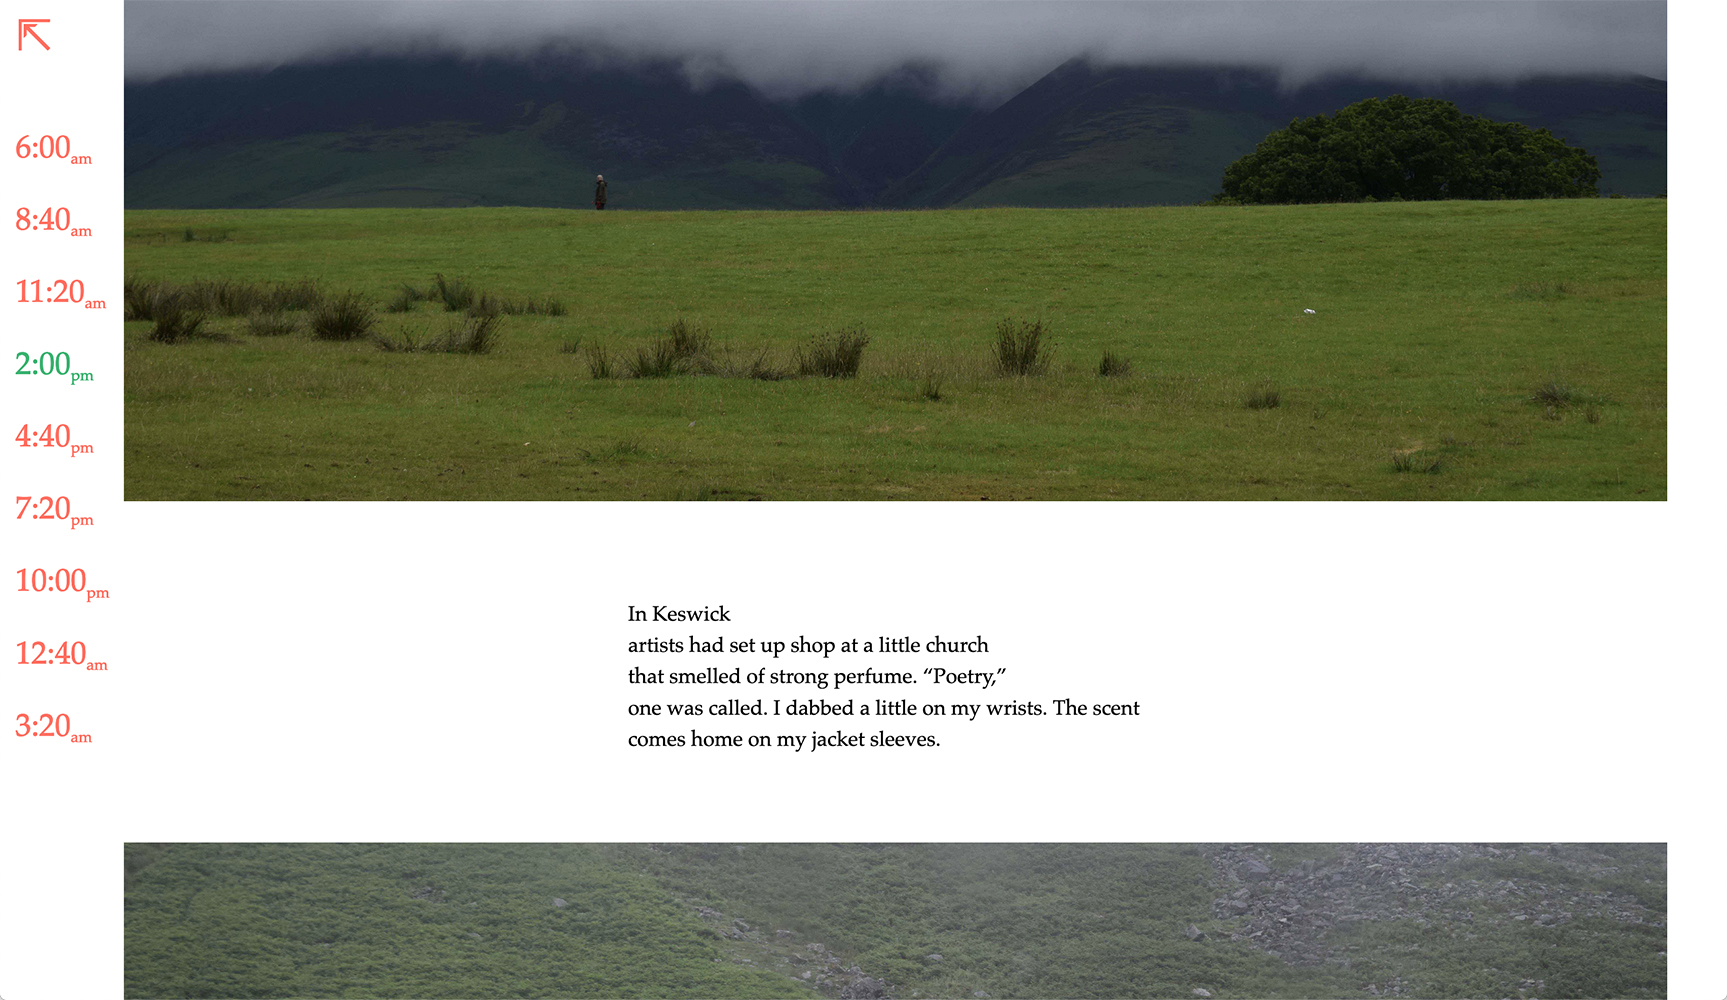 6:00am
8:40am
11:20am
2:00pm
4:40pm
7:20pm
10:00pm
12:40am
3:20am
In Keswick
artists had set up shop at a little church
that smelled of strong perfume. “Poetry,”
one was called. I dabbed a little on my wrists. The scent
comes home on my jacket sleeves.